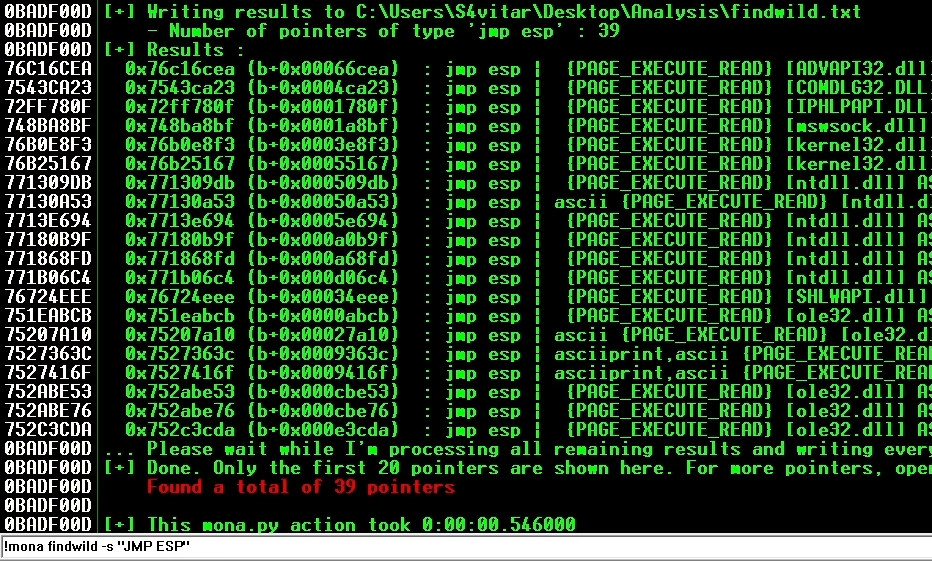 0BADF00D [+] Writing results to C:\Users\S4vitar\Desktop\Analysis\findwild.txt
0BADF00D - Number of pointers of type 'jmp esp' : 39
0BADF00D [+] Results :
76C16CEA 0x76c16cea (b+0x00066cea) : jmp esp | {PAGE_EXECUTE_READ} [ADVAPI32.dll]
7543CA23 0x7543ca23 (b+0x0004ca23) : jmp esp | {PAGE_EXECUTE_READ} [COMDLG32.DLL]
72FF780F 0x72ff780f (b+0x0001780f) : jmp esp | {PAGE_EXECUTE_READ} [IPHLPAPI.DLL]
748BA8BF 0x748ba8bf (b+0x0001a8bf) : jmp esp | {PAGE_EXECUTE_READ} [mswsock.dll]
76B0E8F3 0x76b0e8f3 (b+0x0003e8f3) : jmp esp | {PAGE_EXECUTE_READ} [kernel32.dll
76B25167 0x76b25167 (b+0x00055167) : jmp esp | {PAGE_EXECUTE_READ} [kernel32.dll
771309DB 0x771309db (b+0x000509db) : jmp esp | {PAGE_EXECUTE_READ} [ntdll.dll] AS
77130A53 0x77130a53 (b+0x00050a53) : jmp esp | ascii {PAGE_EXECUTE_READ} [ntdll.d
7713E694 0x7713e694 (b+0x0005e694) : jmp esp | {PAGE_EXECUTE_READ} [ntdll.dll] AS
77180B9F 0x77180b9f (b+0x000a0b9f) : jmp esp | {PAGE_EXECUTE_READ} [ntdll.dll] AS
771868FD 0x771868fd (b+0x000a68fd) : jmp esp | {PAGE_EXECUTE_READ} [ntdll.dll] AS
771B06C4 0x771b06c4 (b+0x000d06c4) : jmp esp | {PAGE_EXECUTE_READ} [ntdll.dll] AS
76724EEE 0x76724eee (b+0x00034eee) : jmp esp | {PAGE_EXECUTE_READ} [SHLWAPI.dll]
751EABCB 0x751eabcb (b+0x0000abcb) : jmp esp | {PAGE_EXECUTE_READ} [ole32.dll] AS
75207A10 0x75207a10 (b+0x00027a10) : jmp esp | ascii {PAGE_EXECUTE_READ} [ole32.d
7527363C 0x7527363c (b+0x0009363c) : jmp esp | asciiprint,ascii {PAGE_EXECUTE_READ
7527416F 0x7527416f (b+0x0009416f) : jmp esp | asciiprint,ascii {PAGE_EXECUTE_READ
752ABE53 0x752abe53 (b+0x000cbe53) : jmp esp | {PAGE_EXECUTE_READ} [ole32.dll] AS
752ABE76 0x752abe76 (b+0x000cbe76) : jmp esp | {PAGE_EXECUTE_READ} [ole32.dll] AS
752C3CDA 0x752c3cda (b+0x000e3cda) : jmp esp | {PAGE_EXECUTE_READ} [ole32.dll] AS
0BADF00D ... Please wait while I'm processing all remaining results and writing every
0BADF00D [+] Done. Only the first 20 pointers are shown here. For more pointers, open
0BADF00D Found a total of 39 pointers
0BADF00D
0BADF00D [+] This mona.py action took 0:00:00.546000
!mona findwild -s "JMP ESP"